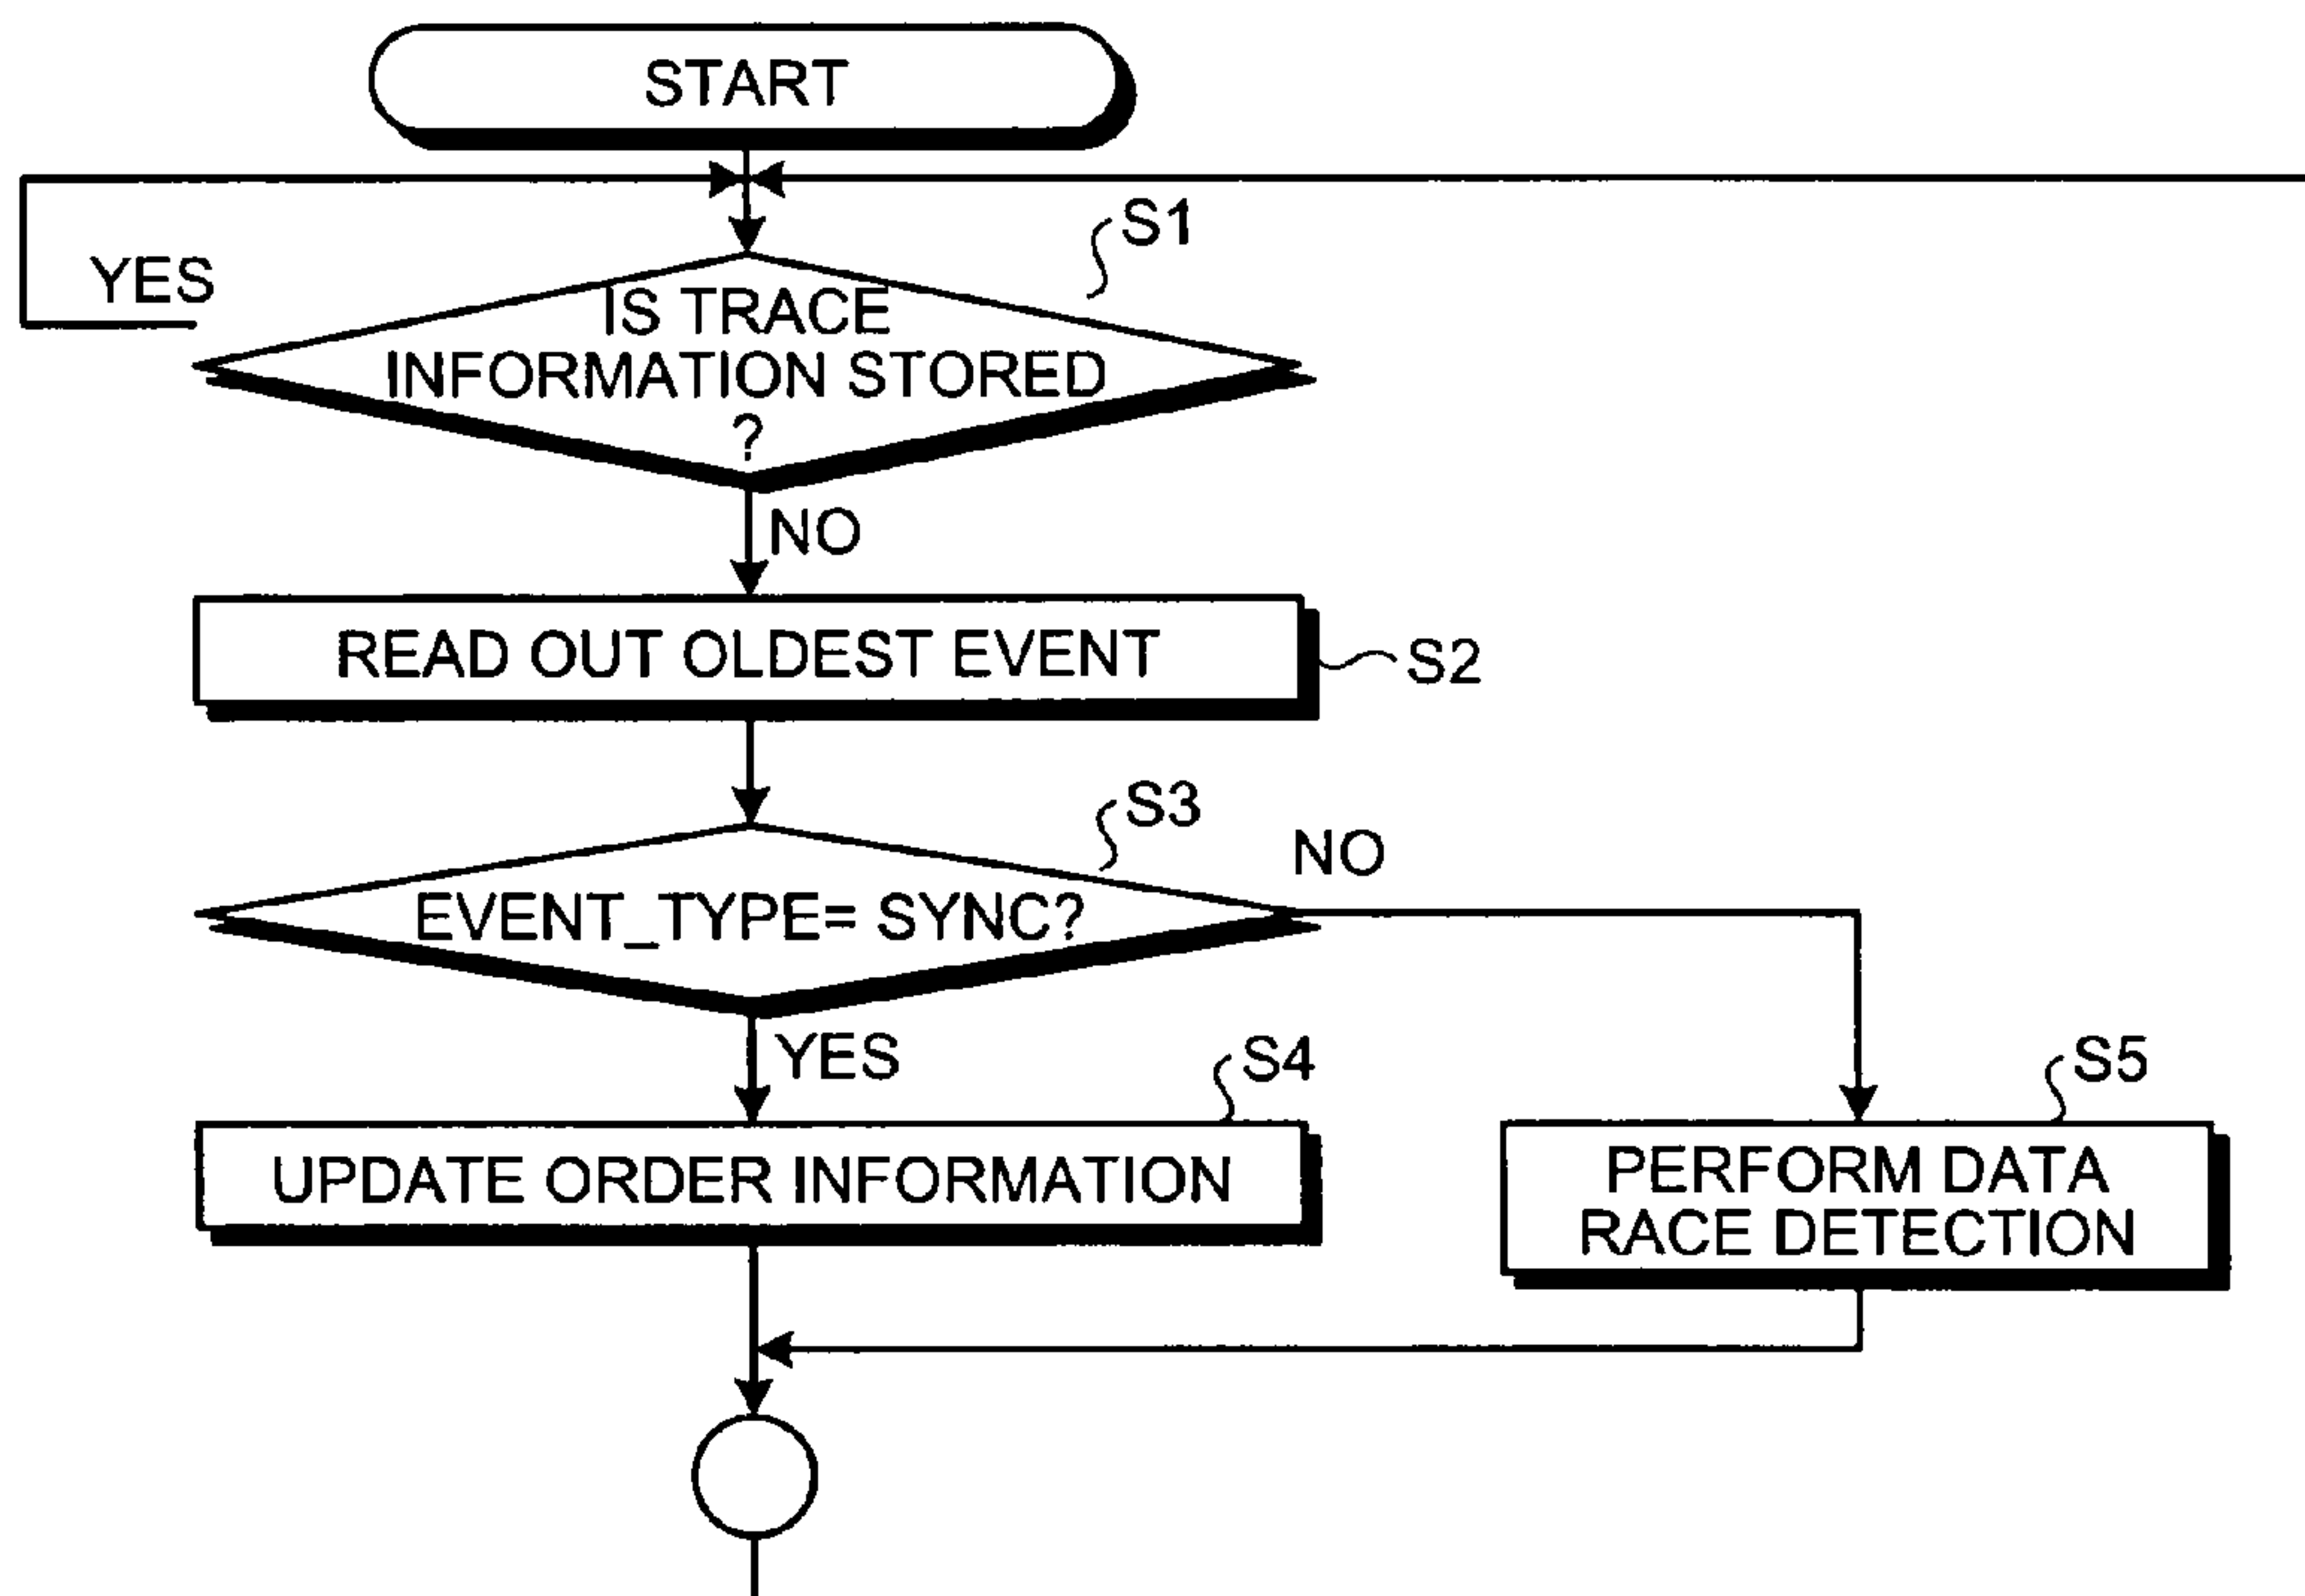 START
S1
YES
IS TRACE
INFORMATION STORED
?
NO
READ OUT OLDEST EVENT
S2
S3
NO
EVENT_TYPE= SYNC?
YES
S4
S5
UPDATE ORDER INFORMATION
PERFORM DATA
RACE DETECTION